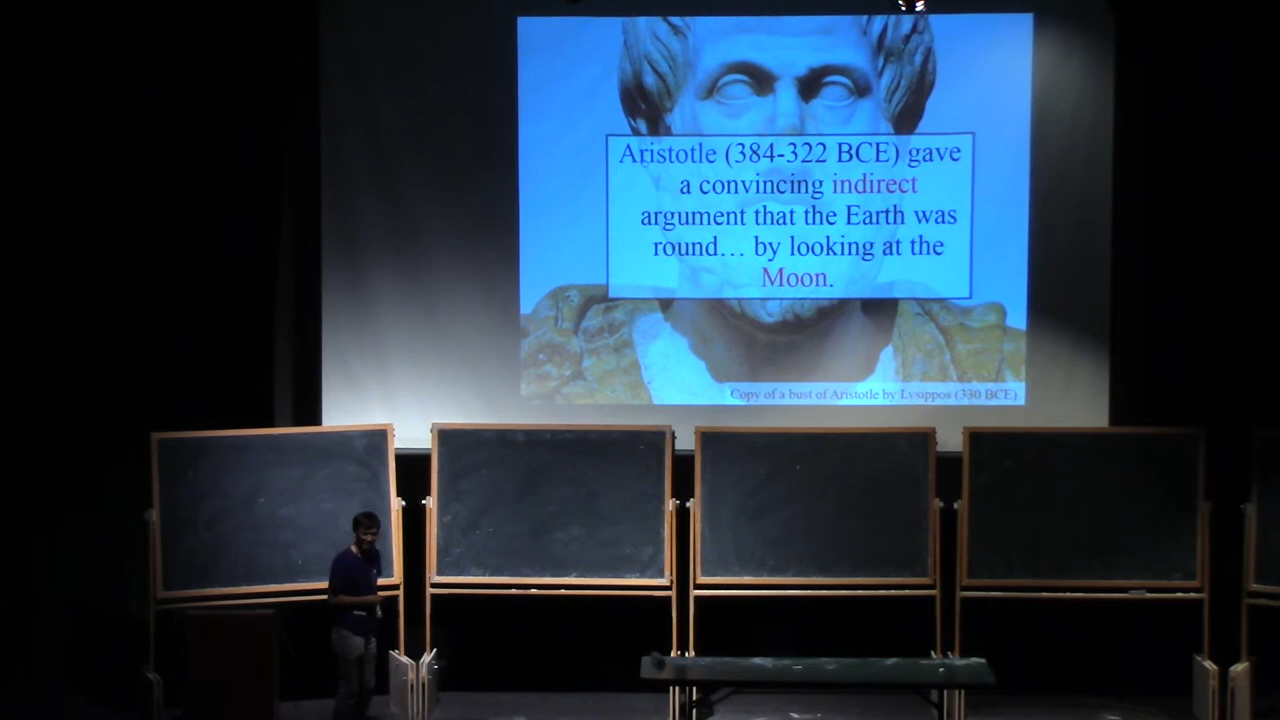 Aristotle (384-322 BCE) gave
a convincing indirect
argument that the Earth was
round… by looking at the
Moon.
Copy of a bust of Aristotle by Lysippos (330 BCE)